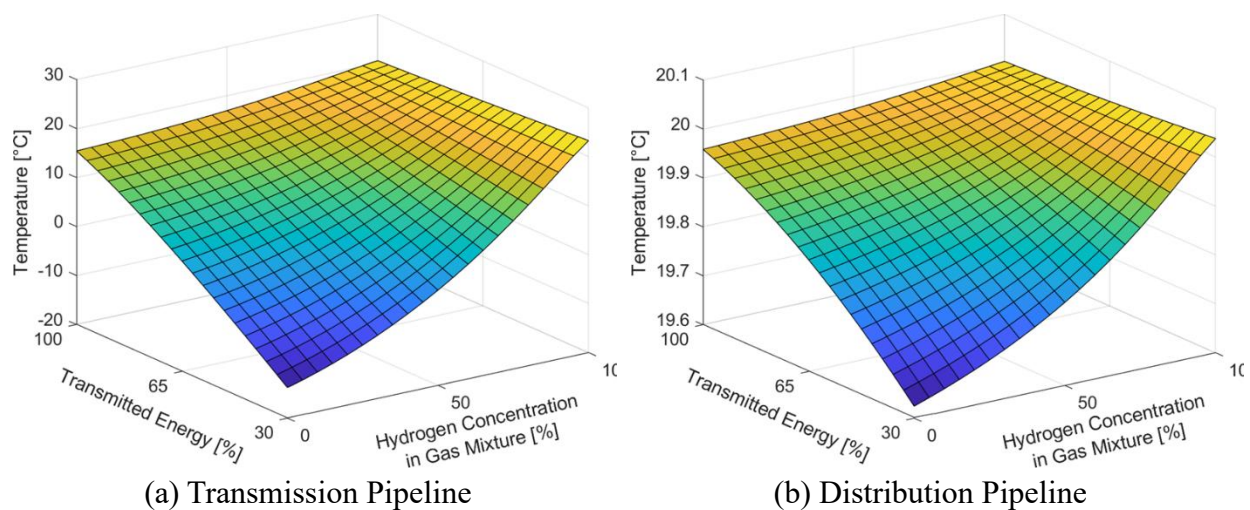 30
20
10
0
-10
-20
100
65
30
0
50
10
Temperature [°C]
Transmitted Energy [%]
Hydrogen Concentration
in Gas Mixture [%]
(a) Transmission Pipeline
20.1
20
19.9
19.8
19.7
19.6
100
65
30
0
50
10
Temperature [°C]
Transmitted Energy [%]
Hydrogen Concentration
in Gas Mixture [%]
(b) Distribution Pipeline